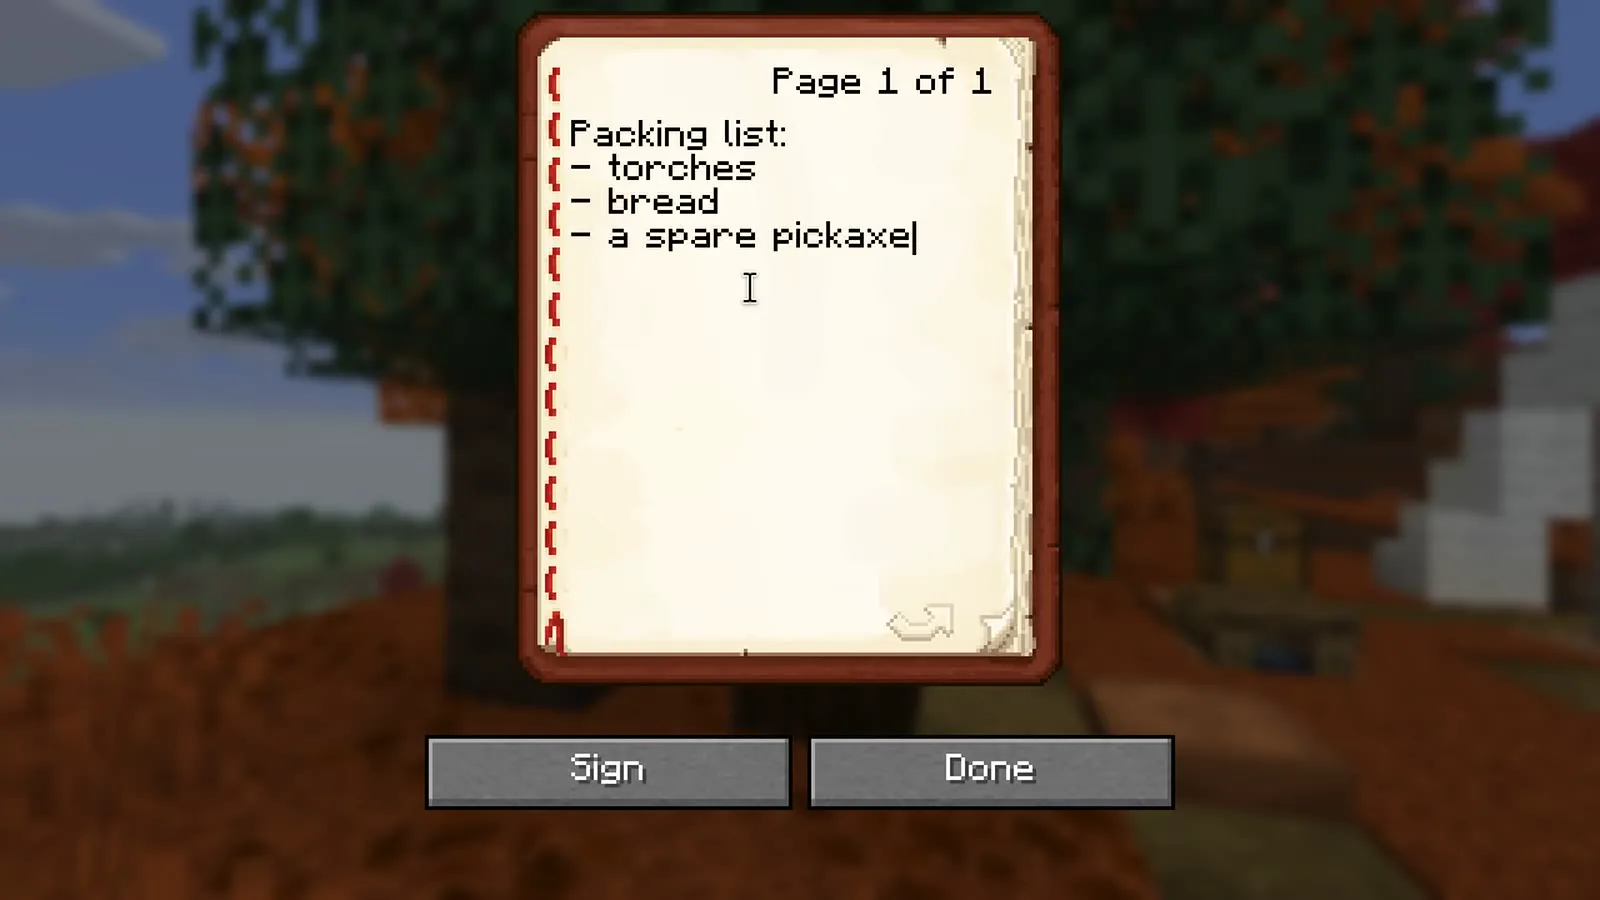 Page 1 of 1
Packing list:
- torches
- bread
- a spare pickaxe
Sign
Done